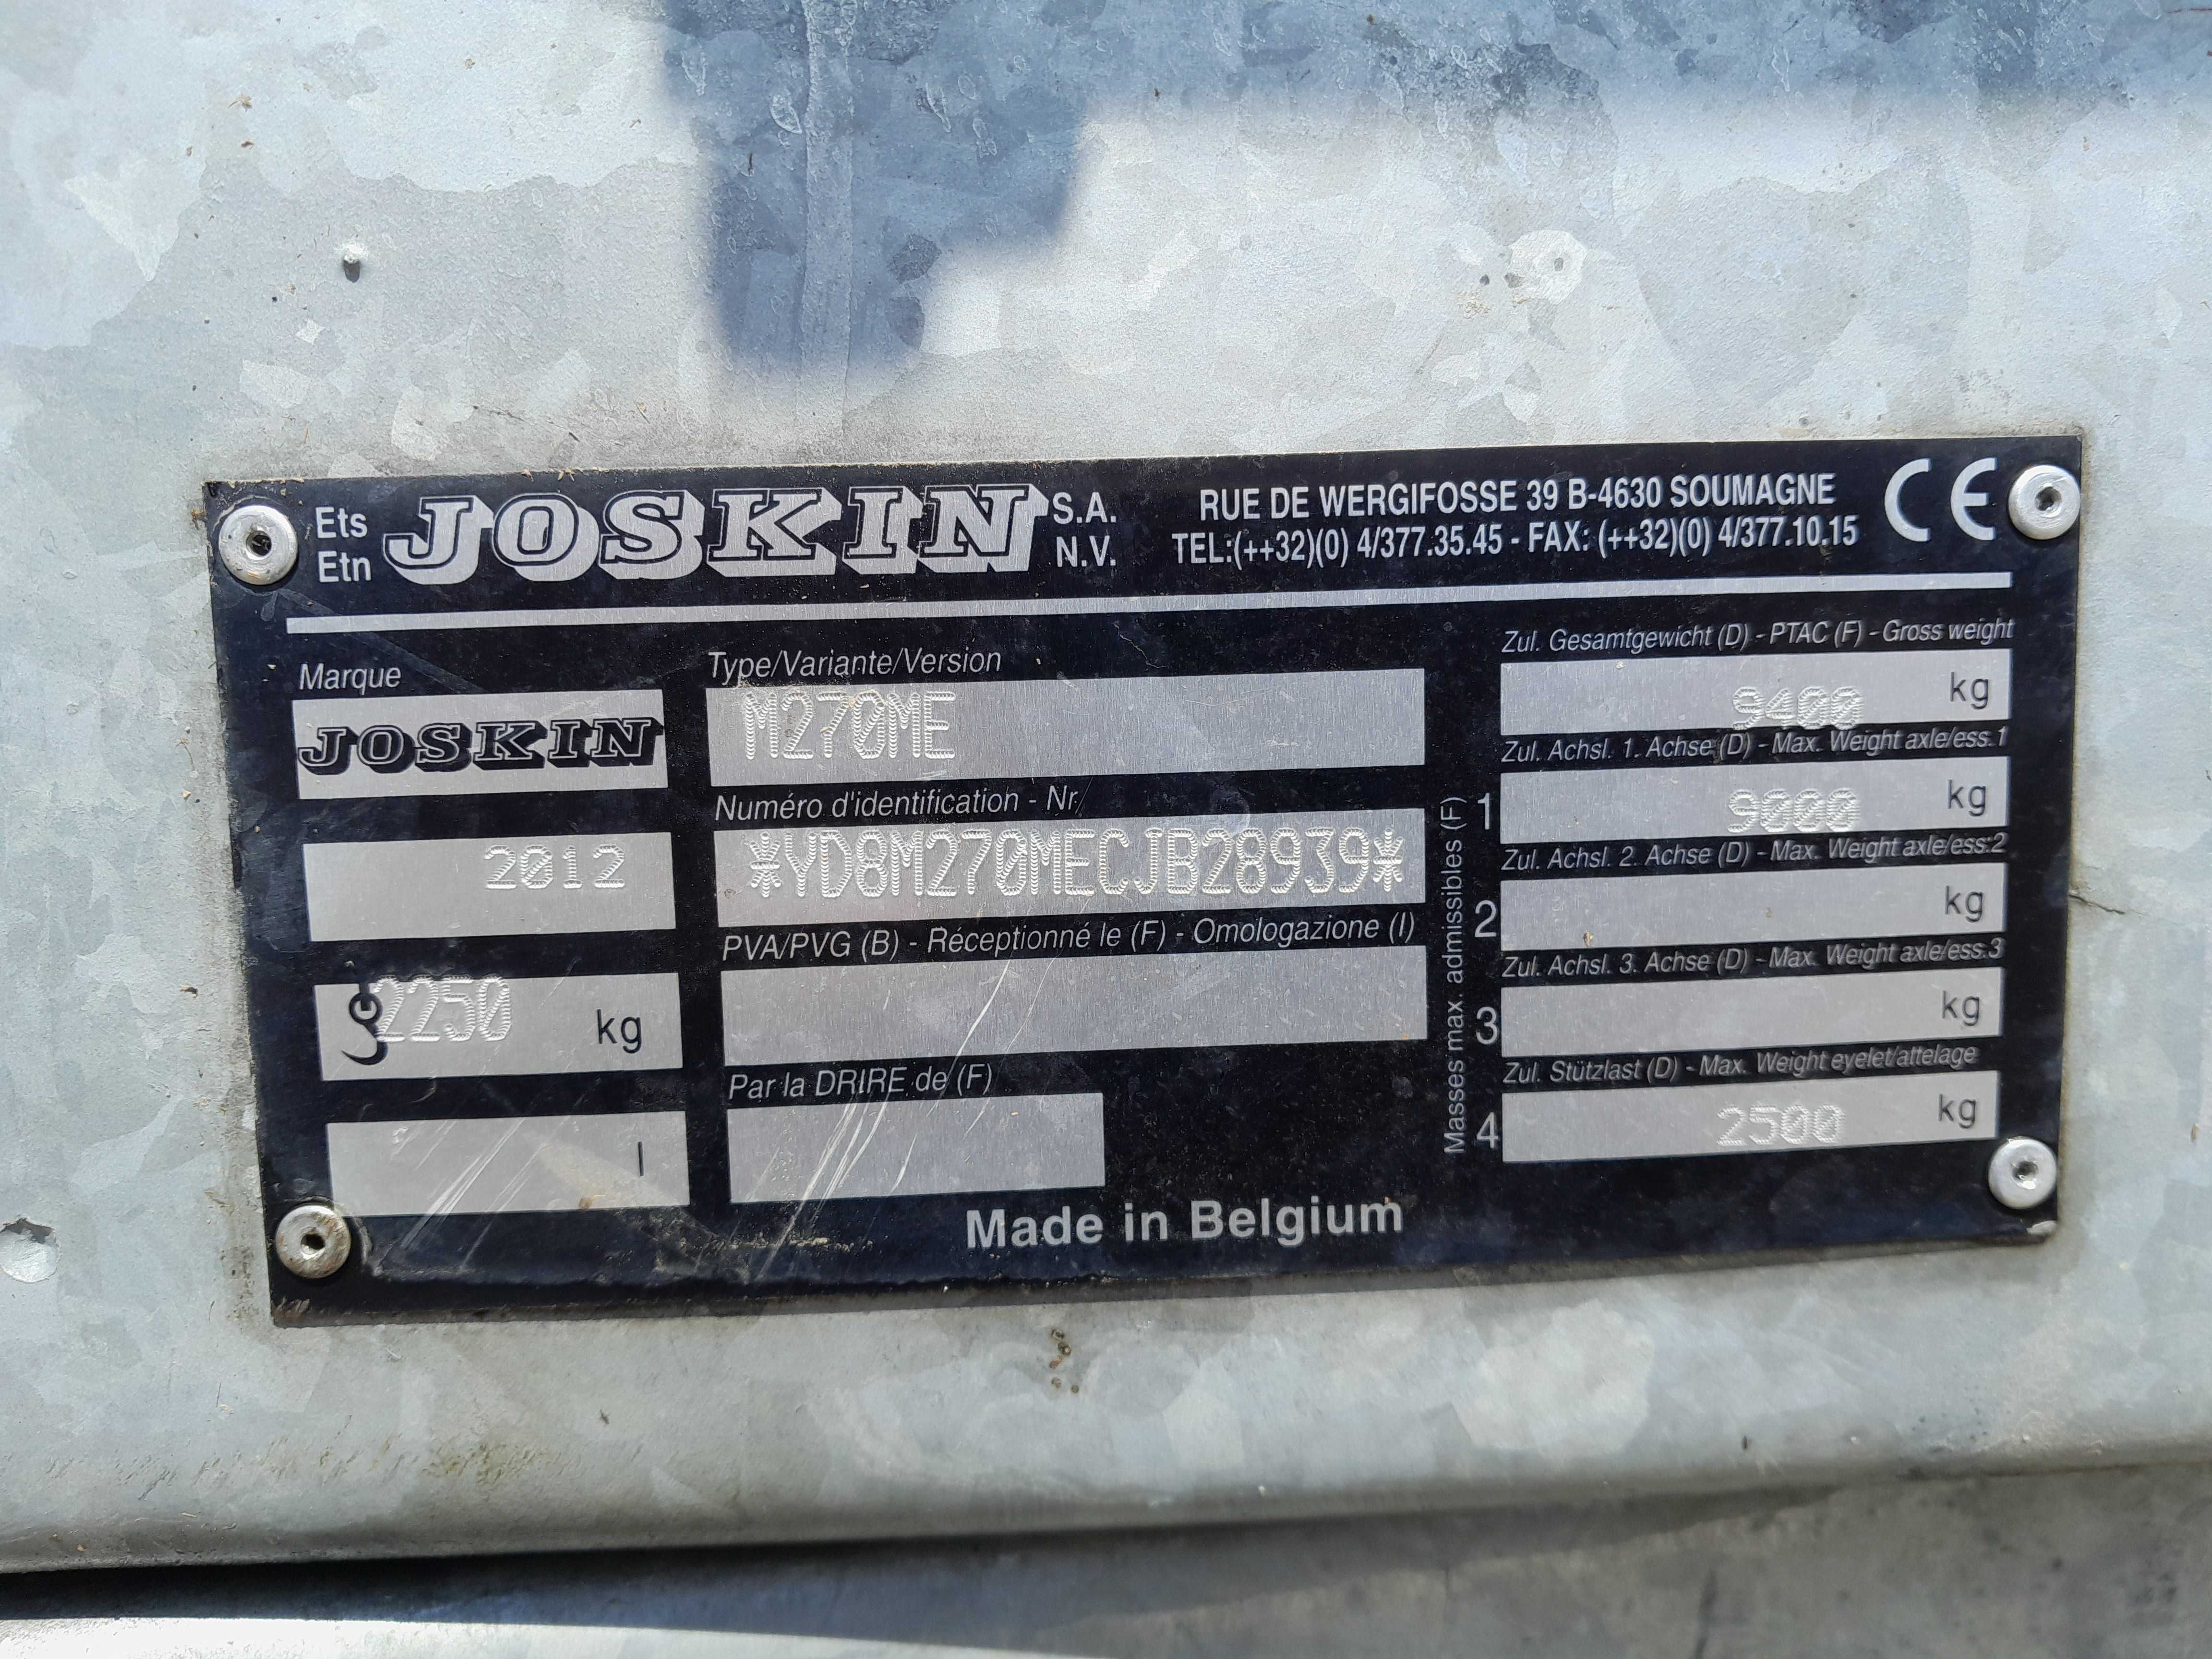 Ets
Etn
JOSKIN
S.A.
N.V.
RUE DE WERGIFOSSE 39 B-4630 SOUMAGNE
TEL:(++32)(0) 4/377.35.45 - FAX: (++32)(0) 4/377.10.15
CE
Marque
JOSKIN
2012
2250 kg
l
Type/Variante/Version
M270ME
Numéro d'identification - Nr
*YD8M270MECJB28939*
PVA/PVG (B) - Réceptionné le (F) - Omologazione (I)
Par la DRIRE de (F)
Made in Belgium
Masses max. admissibles (F)
Zul. Gesamtgewicht (D) - PTAC (F) - Gross weight
9400 kg
Zul. Achsl. 1. Achse (D) - Max. Weight axle/ess.1
1 9000 kg
Zul. Achsl. 2. Achse (D) - Max. Weight axle/ess.2
2 kg
Zul. Achsl. 3. Achse (D) - Max. Weight axle/ess.3
3 kg
Zul. Stützlast (D) - Max. Weight eyelet/attelage
4 2500 kg